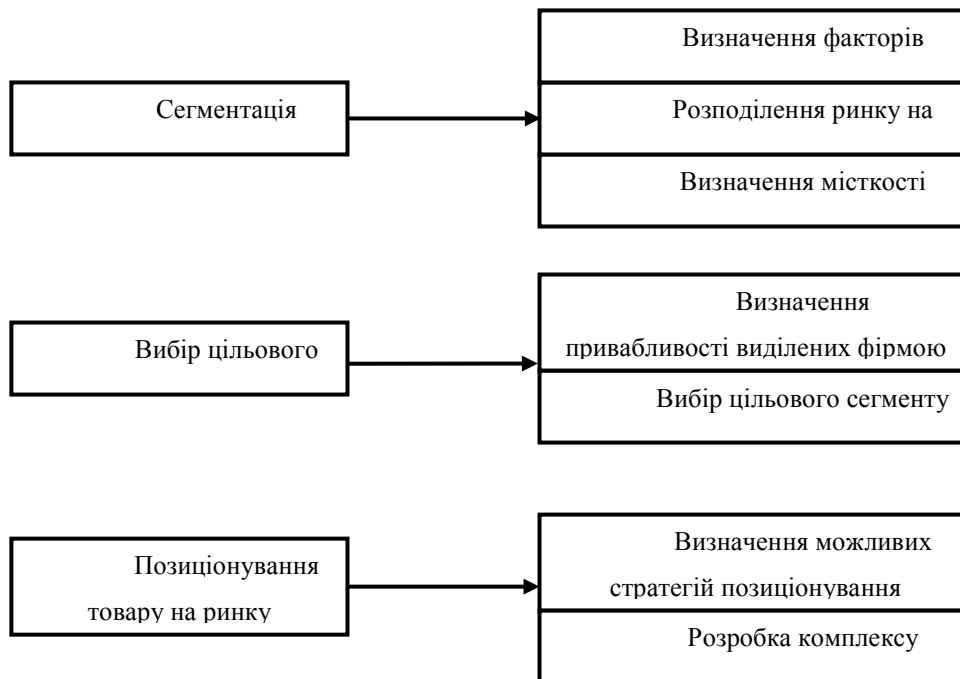 Сегментація
Визначення факторів
Розподілення ринку на
Визначення місткості
Вибір цільового
Визначення
привабливості виділених фірмою
Вибір цільового сегменту
Позиціонування
товару на ринку
Визначення можливих
стратегій позиціонування
Розробка комплексу